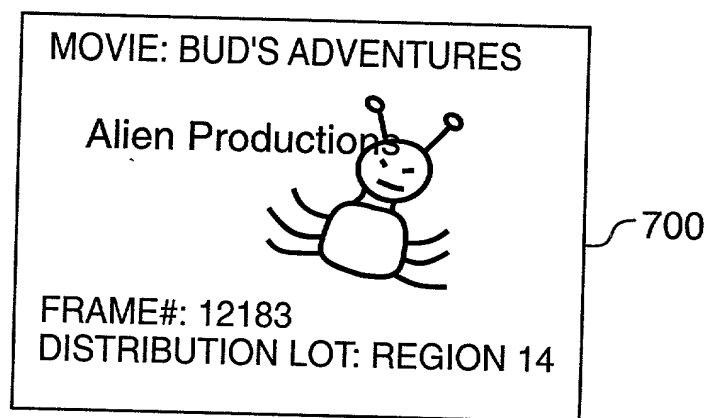 MOVIE: BUD'S ADVENTURES
Alien Productions
700
FRAME#: 12183
DISTRIBUTION LOT: REGION 14